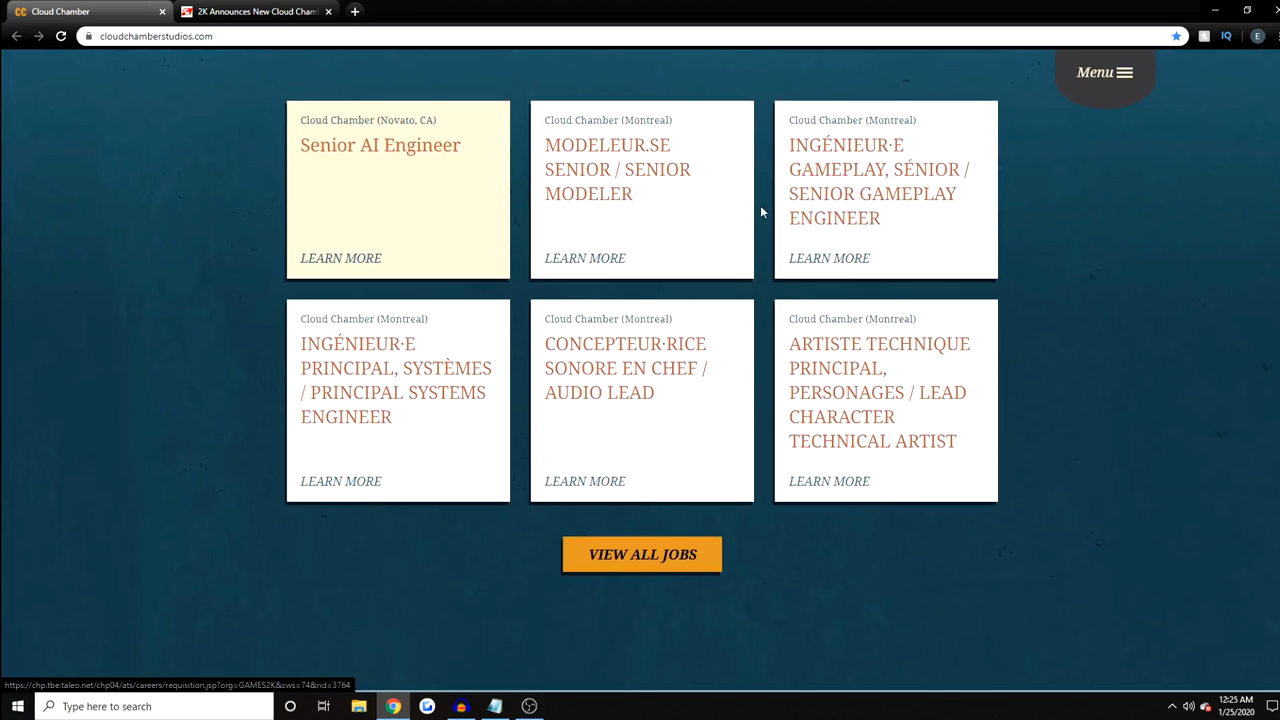 Cloud Chamber
2K Announces New Cloud Cham
cloudchamberstudios.com
IQ
E
Menu
Cloud Chamber (Novato, CA)
Senior AI Engineer
LEARN MORE
Cloud Chamber (Montreal)
MODELEUR.SE
SENIOR / SENIOR
MODELER
LEARN MORE
Cloud Chamber (Montreal)
INGÉNIEUR·E
GAMEPLAY, SÉNIOR /
SENIOR GAMEPLAY
ENGINEER
LEARN MORE
Cloud Chamber (Montreal)
INGÉNIEUR·E
PRINCIPAL, SYSTÈMES
/ PRINCIPAL SYSTEMS
ENGINEER
LEARN MORE
Cloud Chamber (Montreal)
CONCEPTEUR·RICE
SONORE EN CHEF /
AUDIO LEAD
LEARN MORE
Cloud Chamber (Montreal)
ARTISTE TECHNIQUE
PRINCIPAL,
PERSONAGES / LEAD
CHARACTER
TECHNICAL ARTIST
LEARN MORE
VIEW ALL JOBS
https://chp.tbe.taleo.net/chp04/ats/careers/requisition.jsp?org=GAMES2K&cws=74&rid=3764
Type here to search
12:25 AM
1/25/2020